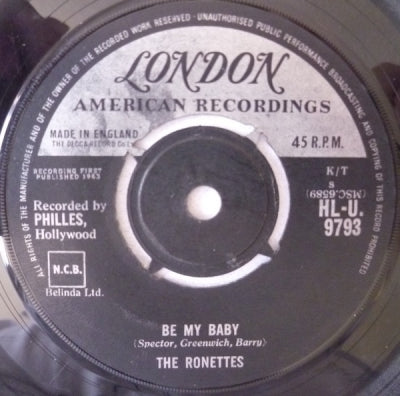 ALL RIGHTS OF THE MANUFACTURER AND OF THE OWNER OF THE RECORDED WORK RESERVED · UNAUTHORISED PUBLIC PERFORMANCE BROADCASTING AND COPYING OF THIS RECORD PROHIBITED
LONDON
AMERICAN RECORDINGS
MADE IN ENGLAND
THE DECCA RECORD Co Ltd.
45 R.P.M.
RECORDING FIRST
PUBLISHED 1963
K/T
S
(MSC.6589)
Recorded by
PHILLES,
Hollywood
HL-U.
9793
N.C.B.
Belinda Ltd.
BE MY BABY
(Spector, Greenwich, Barry)
THE RONETTES